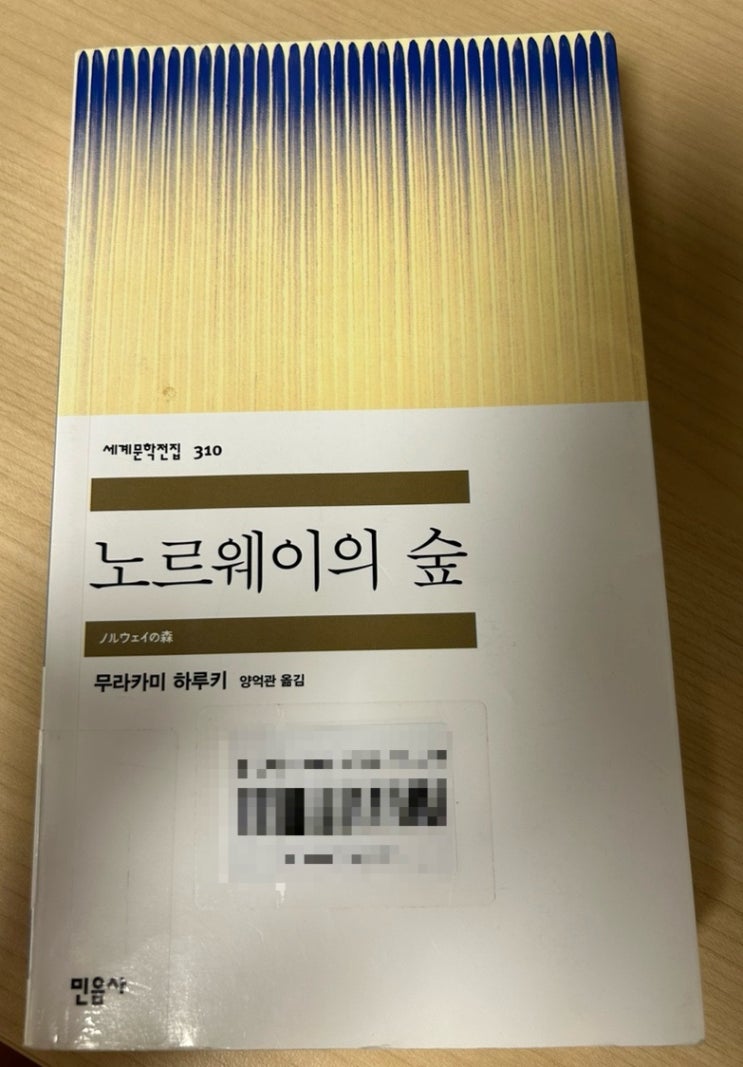 세계문학전집 310
노르웨이의 숲
ノルウェイの森
무라카미 하루키 양억관 옮김
민음사